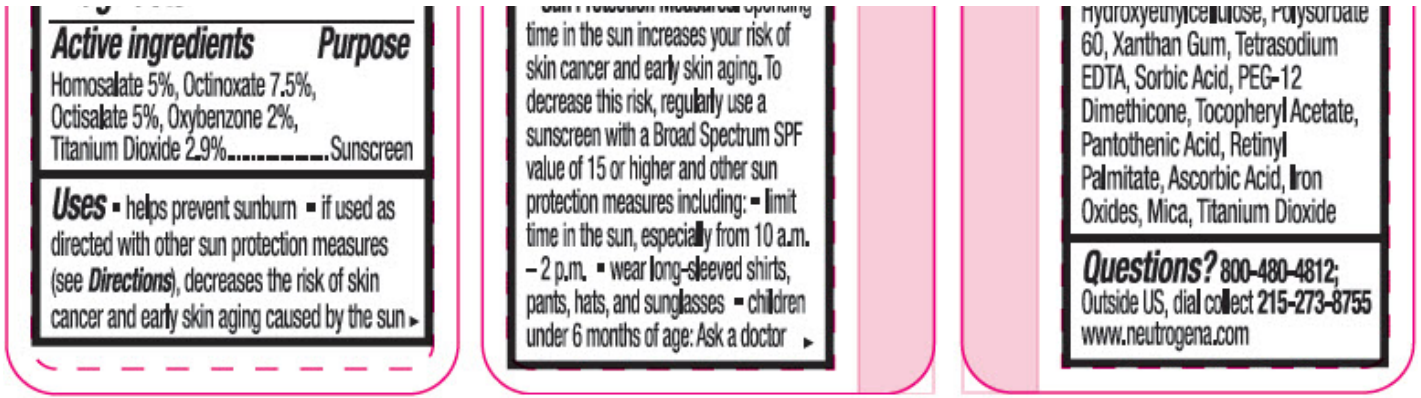 Active ingredients Purpose
Homosalate 5%, Octinoxate 7.5%,
Octisalate 5%, Oxybenzone 2%,
Titanium Dioxide 2.9%....................Sunscreen
Uses ▪ helps prevent sunburn ▪ if used as
directed with other sun protection measures
(see Directions), decreases the risk of skin
cancer and early skin aging caused by the sun ►
Sun Protection Measures. Spending
time in the sun increases your risk of
skin cancer and early skin aging. To
decrease this risk, regularly use a
sunscreen with a Broad Spectrum SPF
value of 15 or higher and other sun
protection measures including: ▪ limit
time in the sun, especially from 10 a.m.
– 2 p.m. ▪ wear long-sleeved shirts,
pants, hats, and sunglasses ▪ children
under 6 months of age: Ask a doctor ►
Hydroxyethylcellulose, Polysorbate
60, Xanthan Gum, Tetrasodium
EDTA, Sorbic Acid, PEG-12
Dimethicone, Tocopheryl Acetate,
Pantothenic Acid, Retinyl
Palmitate, Ascorbic Acid, Iron
Oxides, Mica, Titanium Dioxide
Questions? 800-480-4812;
Outside US, dial collect 215-273-8755
www.neutrogena.com